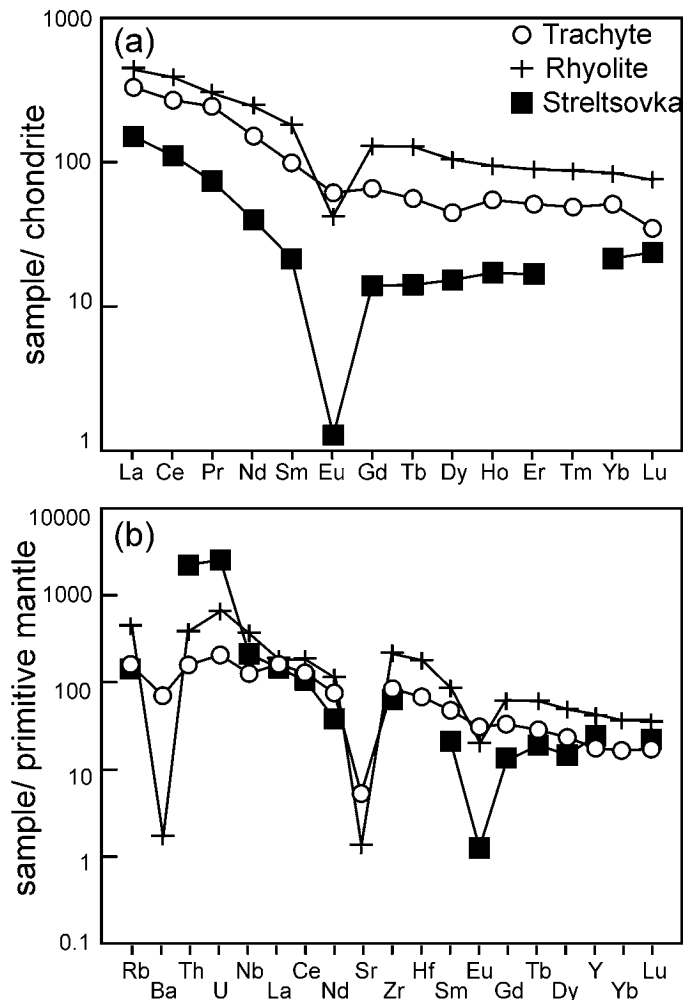 (a)
Trachyte
Rhyolite
Streltsovka
sample/ chondrite
1000
100
10
1
La Ce Pr Nd Sm Eu Gd Tb Dy Ho Er Tm Yb Lu
(b)
sample/ primitive mantle
10000
1000
100
10
1
0.1
Rb Th Nb Ce Sr Hf Eu Tb Y Lu
Ba U La Nd Zr Sm Gd Dy Yb